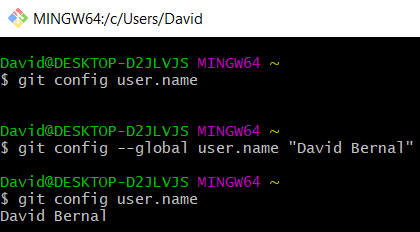 MINGW64:/c/Users/David
David@DESKTOP-D2JLVJS MINGW64 ~
$ git config user.name
David@DESKTOP-D2JLVJS MINGW64 ~
$ git config --global user.name "David Bernal"
David@DESKTOP-D2JLVJS MINGW64 ~
$ git config user.name
David Bernal